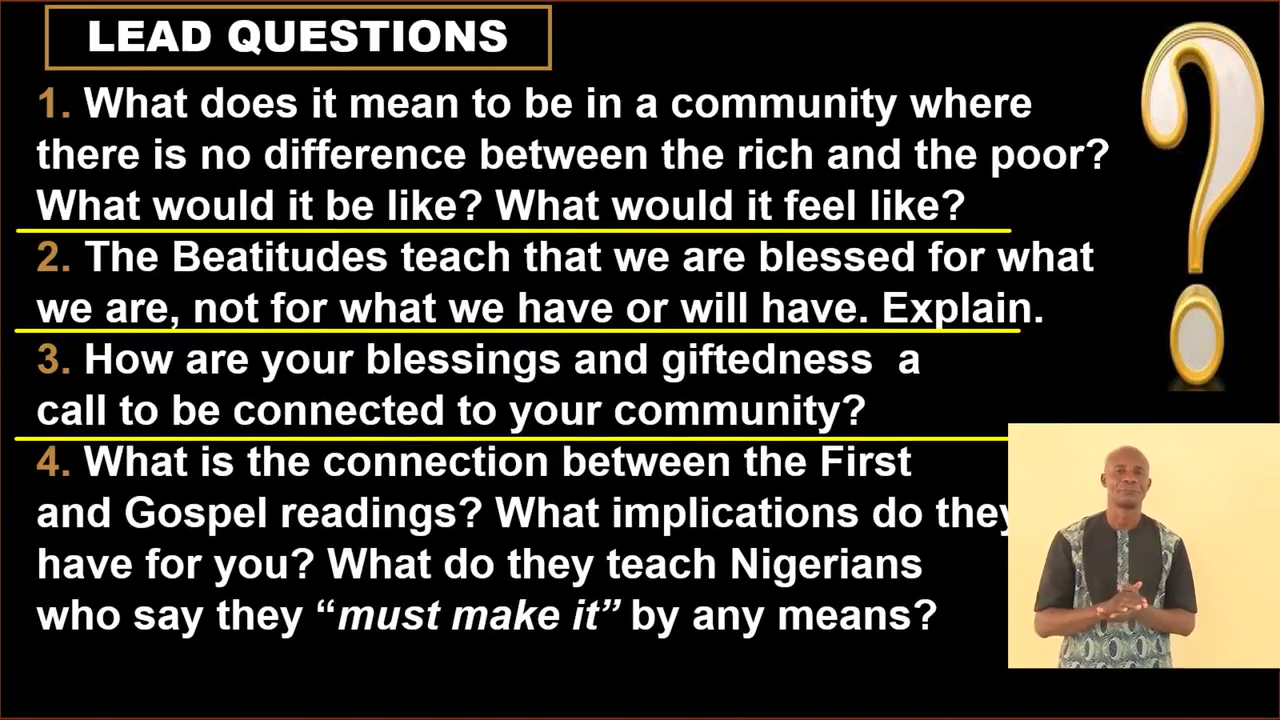 LEAD QUESTIONS
1. What does it mean to be in a community where
there is no difference between the rich and the poor?
What would it be like? What would it feel like?
2. The Beatitudes teach that we are blessed for what
we are, not for what we have or will have. Explain.
3. How are your blessings and giftedness a
call to be connected to your community?
4. What is the connection between the First
and Gospel readings? What implications do they
have for you? What do they teach Nigerians
who say they “must make it” by any means?